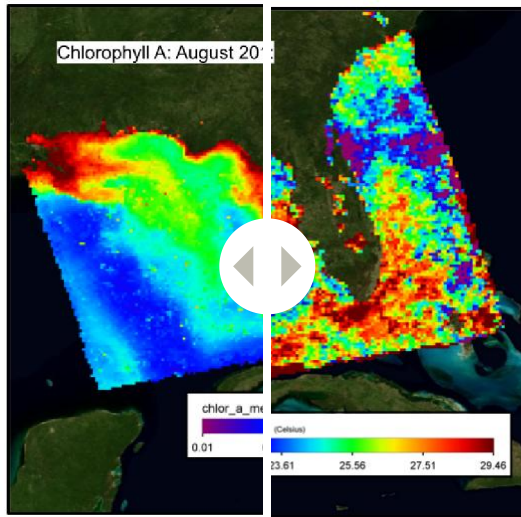 Chlorophyll A: August 201
chlor_a_me
0.01
(Celsius)
23.61 25.56 27.51 29.46